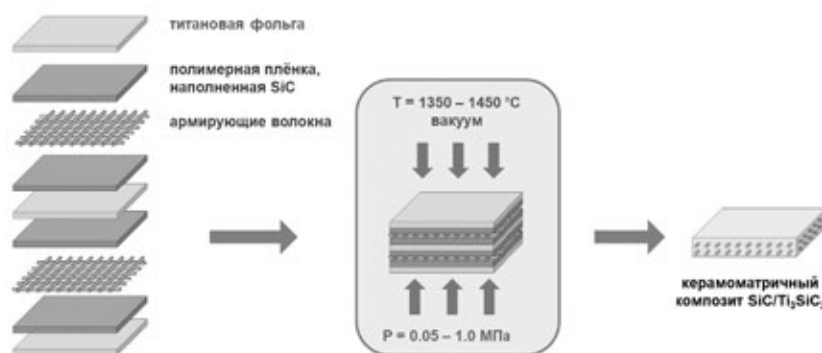 титановая фольга
полимерная плёнка,
наполненная SiC
армирующие волокна
T = 1350 – 1450 °C
вакуум
P = 0.05 – 1.0 МПа
керамоматричный
композит SiC/Ti₃SiC₂